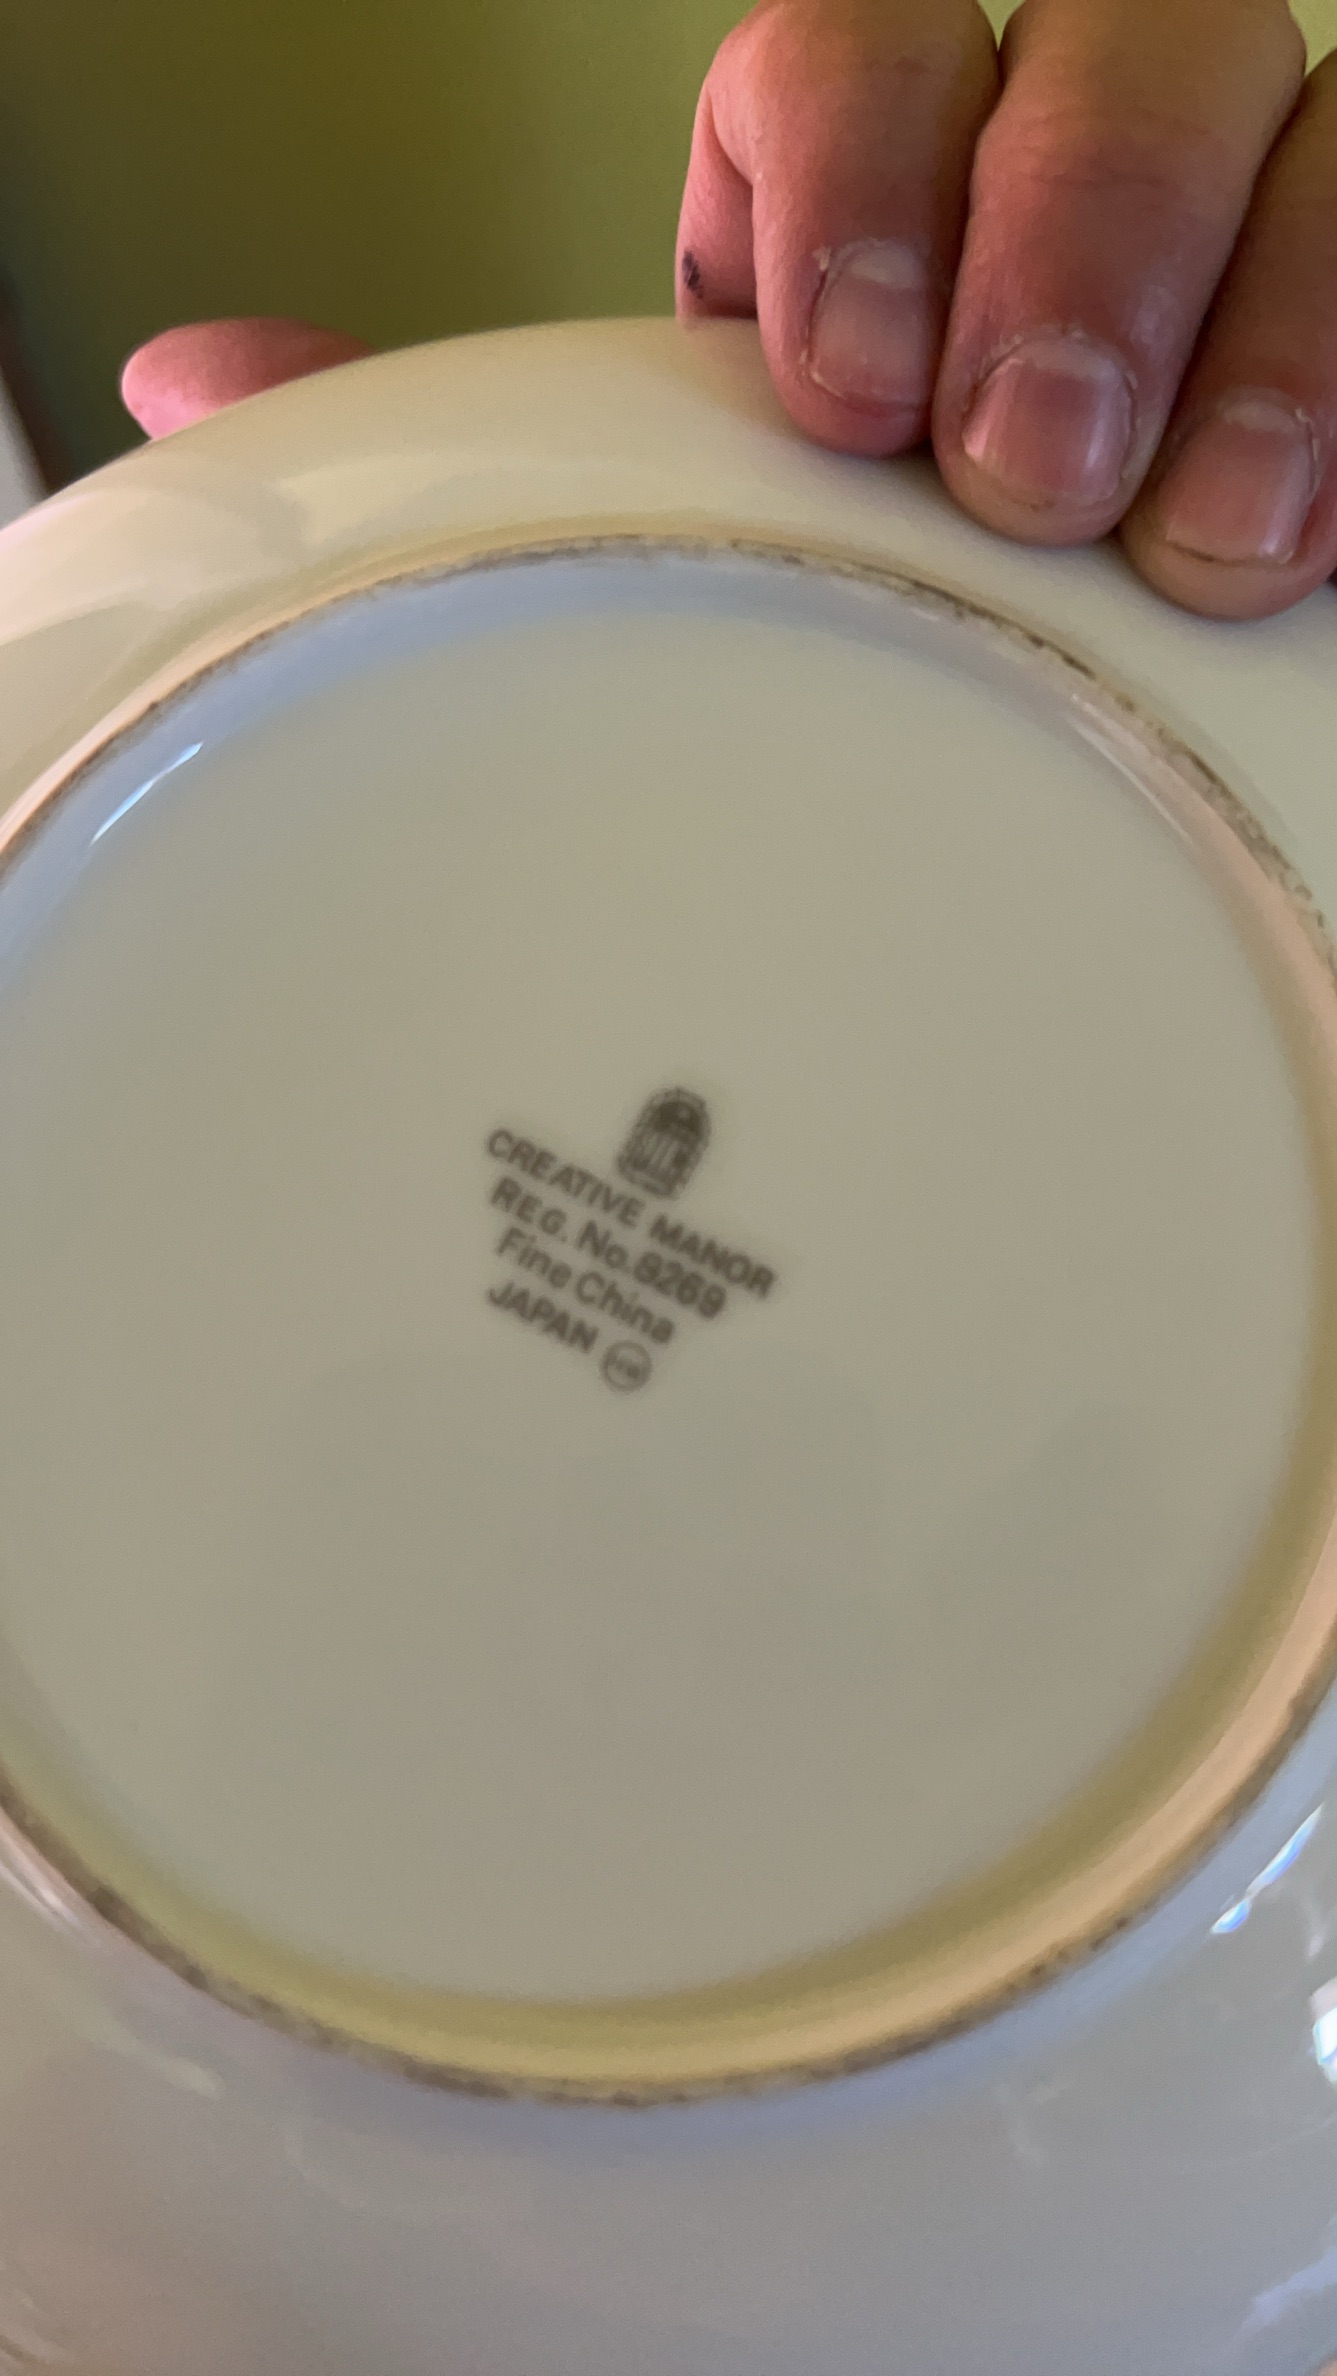 CREATIVE MANOR
REG. No.8269
Fine China
JAPAN